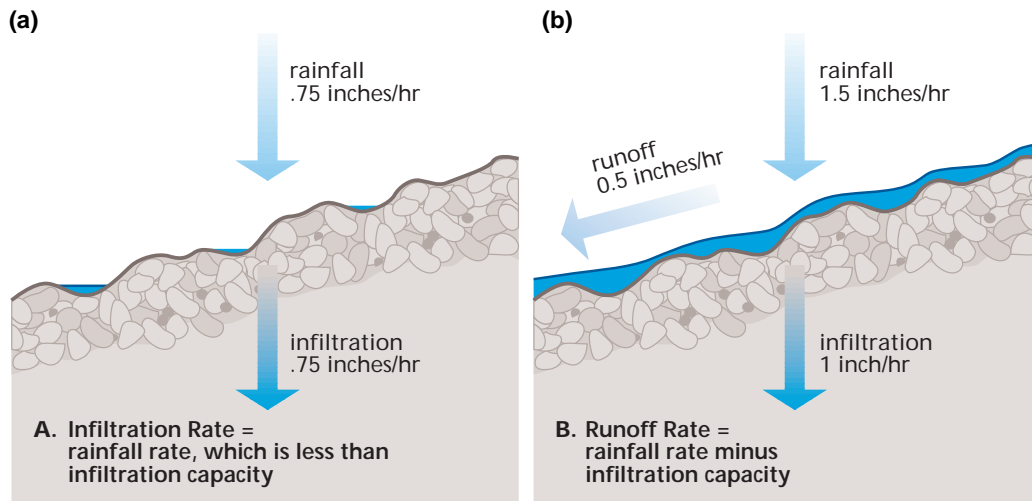 (a)
rainfall
.75 inches/hr
infiltration
.75 inches/hr
A. Infiltration Rate =
rainfall rate, which is less than
infiltration capacity
(b)
rainfall
1.5 inches/hr
runoff
0.5 inches/hr
infiltration
1 inch/hr
B. Runoff Rate =
rainfall rate minus
infiltration capacity